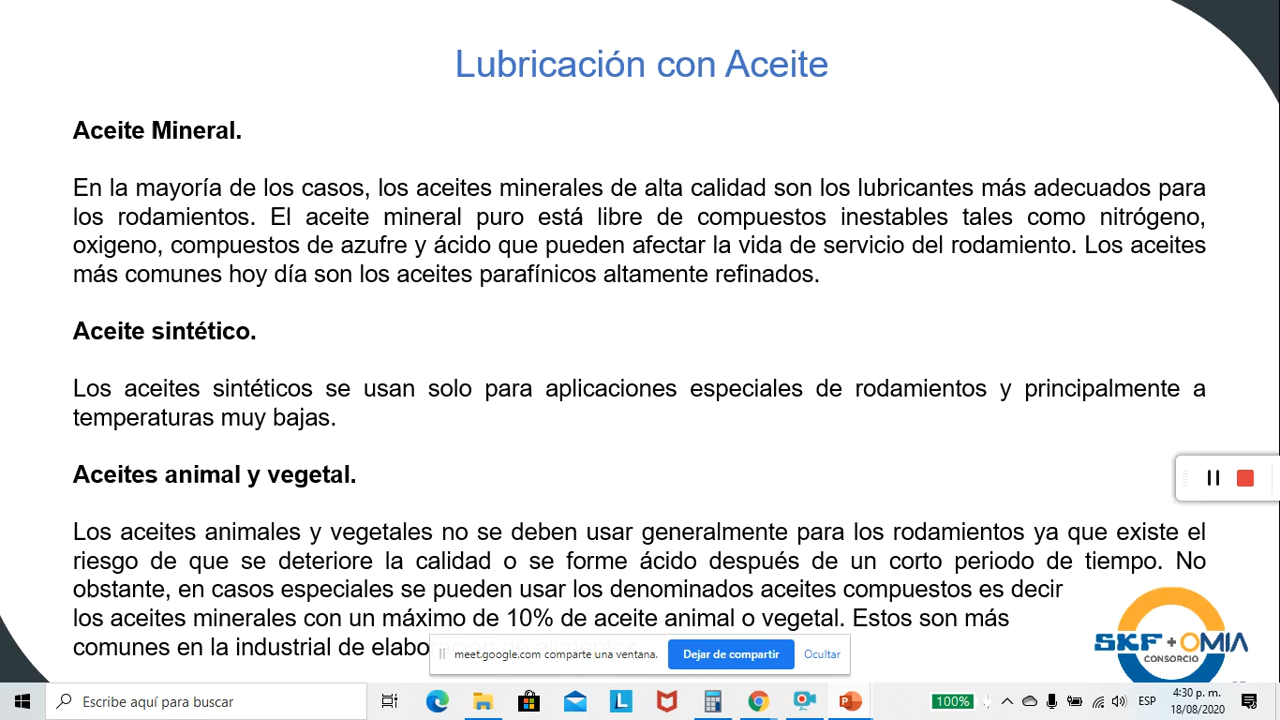 Lubricación con Aceite
Aceite Mineral.
En la mayoría de los casos, los aceites minerales de alta calidad son los lubricantes más adecuados para
los rodamientos. El aceite mineral puro está libre de compuestos inestables tales como nitrógeno,
oxigeno, compuestos de azufre y ácido que pueden afectar la vida de servicio del rodamiento. Los aceites
más comunes hoy día son los aceites parafínicos altamente refinados.
Aceite sintético.
Los aceites sintéticos se usan solo para aplicaciones especiales de rodamientos y principalmente a
temperaturas muy bajas.
Aceites animal y vegetal.
Los aceites animales y vegetales no se deben usar generalmente para los rodamientos ya que existe el
riesgo de que se deteriore la calidad o se forme ácido después de un corto periodo de tiempo. No
obstante, en casos especiales se pueden usar los denominados aceites compuestos es decir
los aceites minerales con un máximo de 10% de aceite animal o vegetal. Estos son más
comunes en la industrial de elabo
meet.google.com comparte una ventana.
Dejar de compartir
Ocultar
SKF + OMIA
CONSORCIO
Escribe aquí para buscar
100%
ESP
4:30 p. m.
18/08/2020